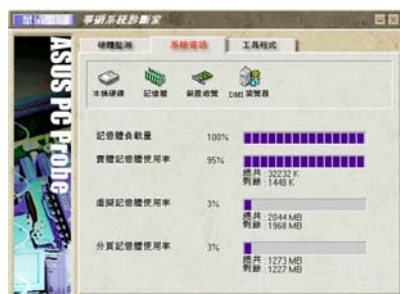 華碩系統診斷家
硬體監測
系統資訊
工具程式
本機硬碟
記憶體
裝置總覽
DMI 瀏覽器
ASUS PC Probe
記憶體負載量 100%
實體記憶體使用率 95%
總共 : 32232 K
剩餘 : 1448 K
虛擬記憶體使用率 3%
總共 : 2044 MB
剩餘 : 1968 MB
分頁記憶體使用率 3%
總共 : 1273 MB
剩餘 : 1227 MB